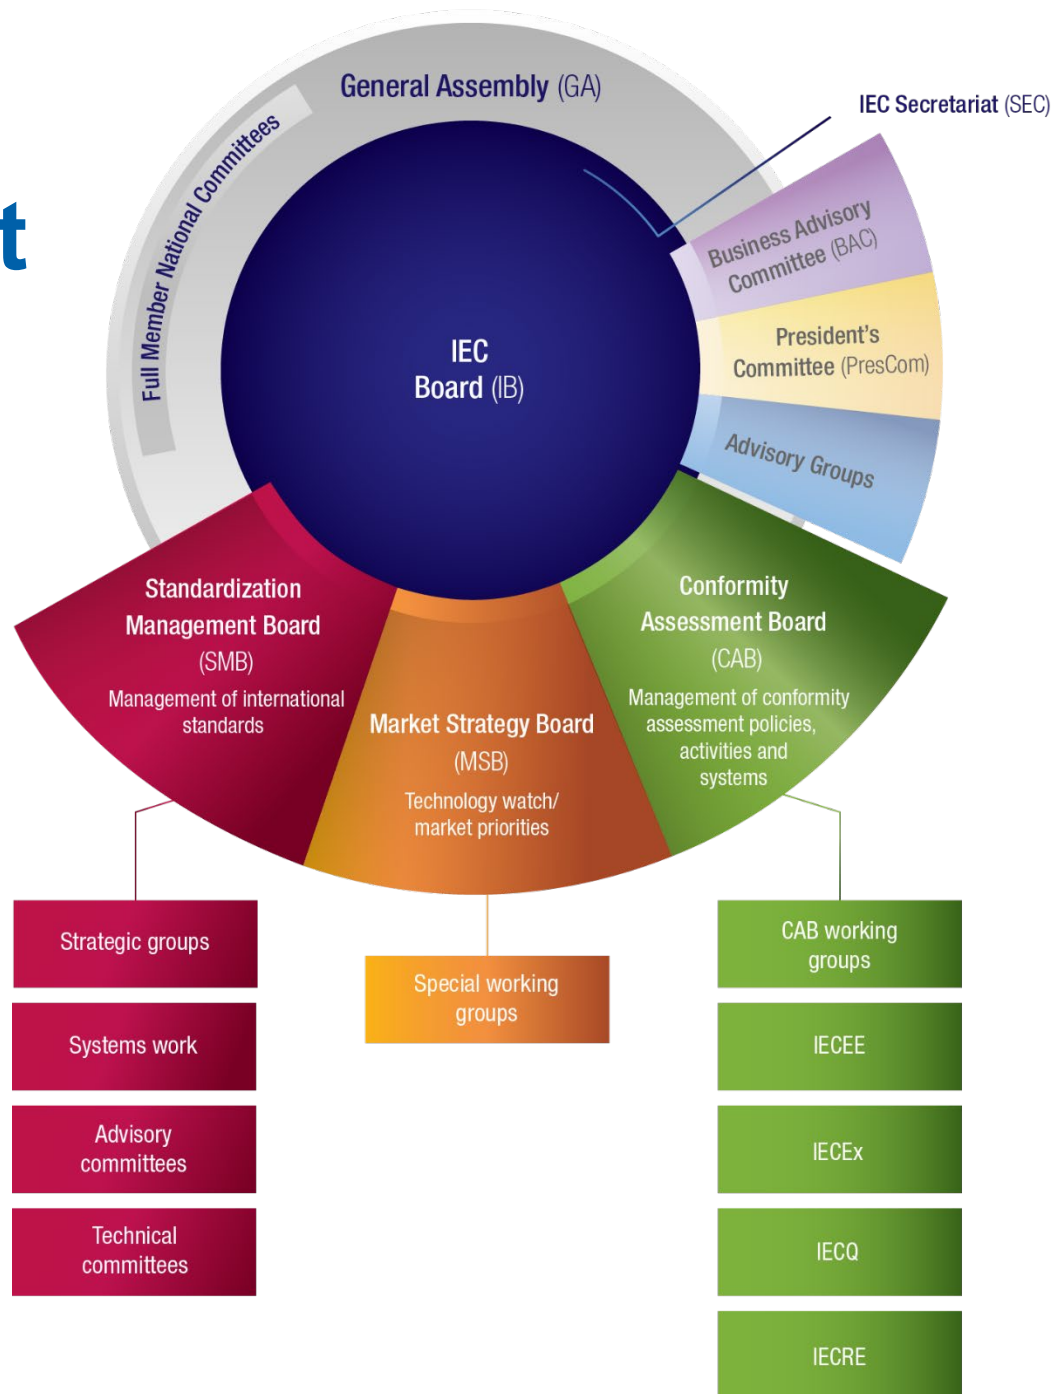 General Assembly (GA)
IEC Secretariat (SEC)
Full Member National Committees
t
Business Advisory
Committee (BAC)
President's
Committee (PresCom)
Advisory Groups
IEC
Board (IB)
Standardization
Management Board
(SMB)
Management of international
standards
Market Strategy Board
(MSB)
Technology watch/
market priorities
Conformity
Assessment Board
(CAB)
Management of conformity
assessment policies,
activities and
systems
Strategic groups
Systems work
Advisory
committees
Technical
committees
Special working
groups
CAB working
groups
IECEE
IECEx
IECQ
IECRE